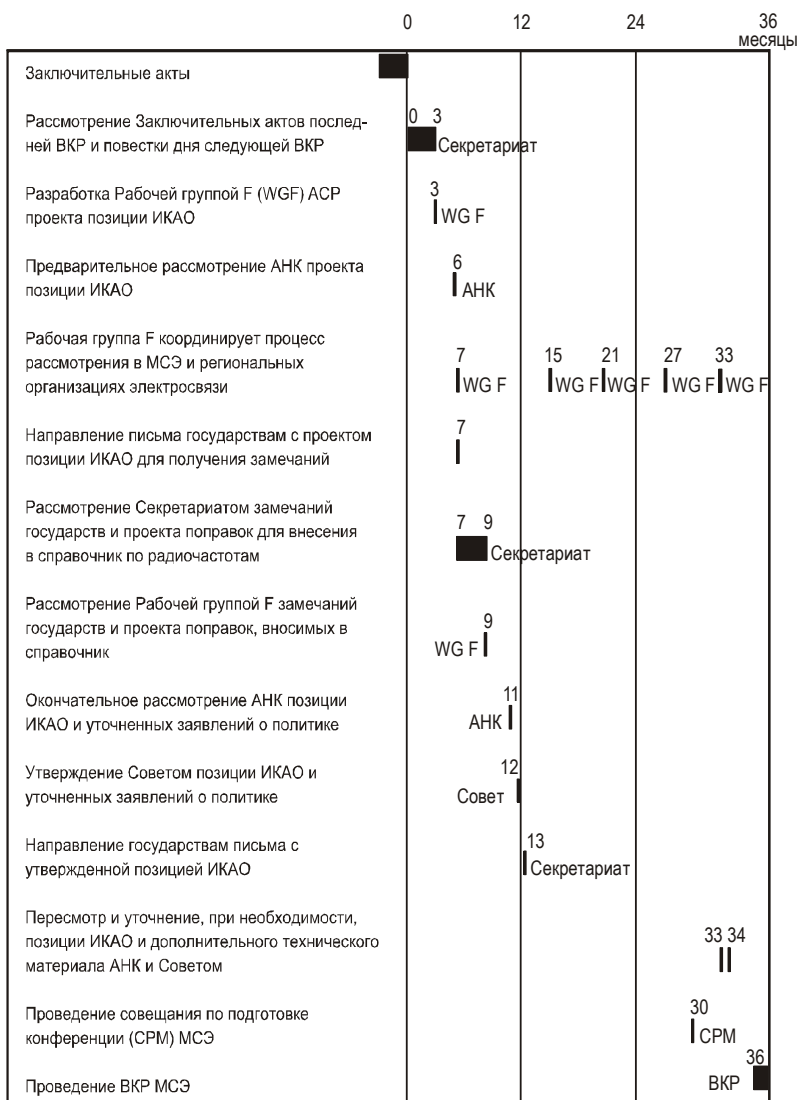 0 12 24 36
месяцы
Заключительные акты
Рассмотрение Заключительных актов послед-
ней ВКР и повестки дня следующей ВКР
0 3
Секретариат
Разработка Рабочей группой F (WGF) ACP
проекта позиции ИКАО
3
WG F
Предварительное рассмотрение АНК проекта
позиции ИКАО
6
АНК
Рабочая группа F координирует процесс
рассмотрения в МСЭ и региональных
организациях электросвязи
7 15 21 27 33
WG F WG F WG F WG F WG F
Направление письма государствам с проектом
позиции ИКАО для получения замечаний
7
Рассмотрение Секретариатом замечаний
государств и проекта поправок для внесения
в справочник по радиочастотам
7 9
Секретариат
Рассмотрение Рабочей группой F замечаний
государств и проекта поправок, вносимых в
справочник
9
WG F
Окончательное рассмотрение АНК позиции
ИКАО и уточненных заявлений о политике
11
АНК
Утверждение Советом позиции ИКАО и
уточненных заявлений о политике
12
Совет
Направление государствам письма с
утвержденной позицией ИКАО
13
Секретариат
Пересмотр и уточнение, при необходимости,
позиции ИКАО и дополнительного технического
материала АНК и Советом
33 34
Проведение совещания по подготовке
конференции (СРМ) МСЭ
30
СРМ
Проведение ВКР МСЭ
36
ВКР